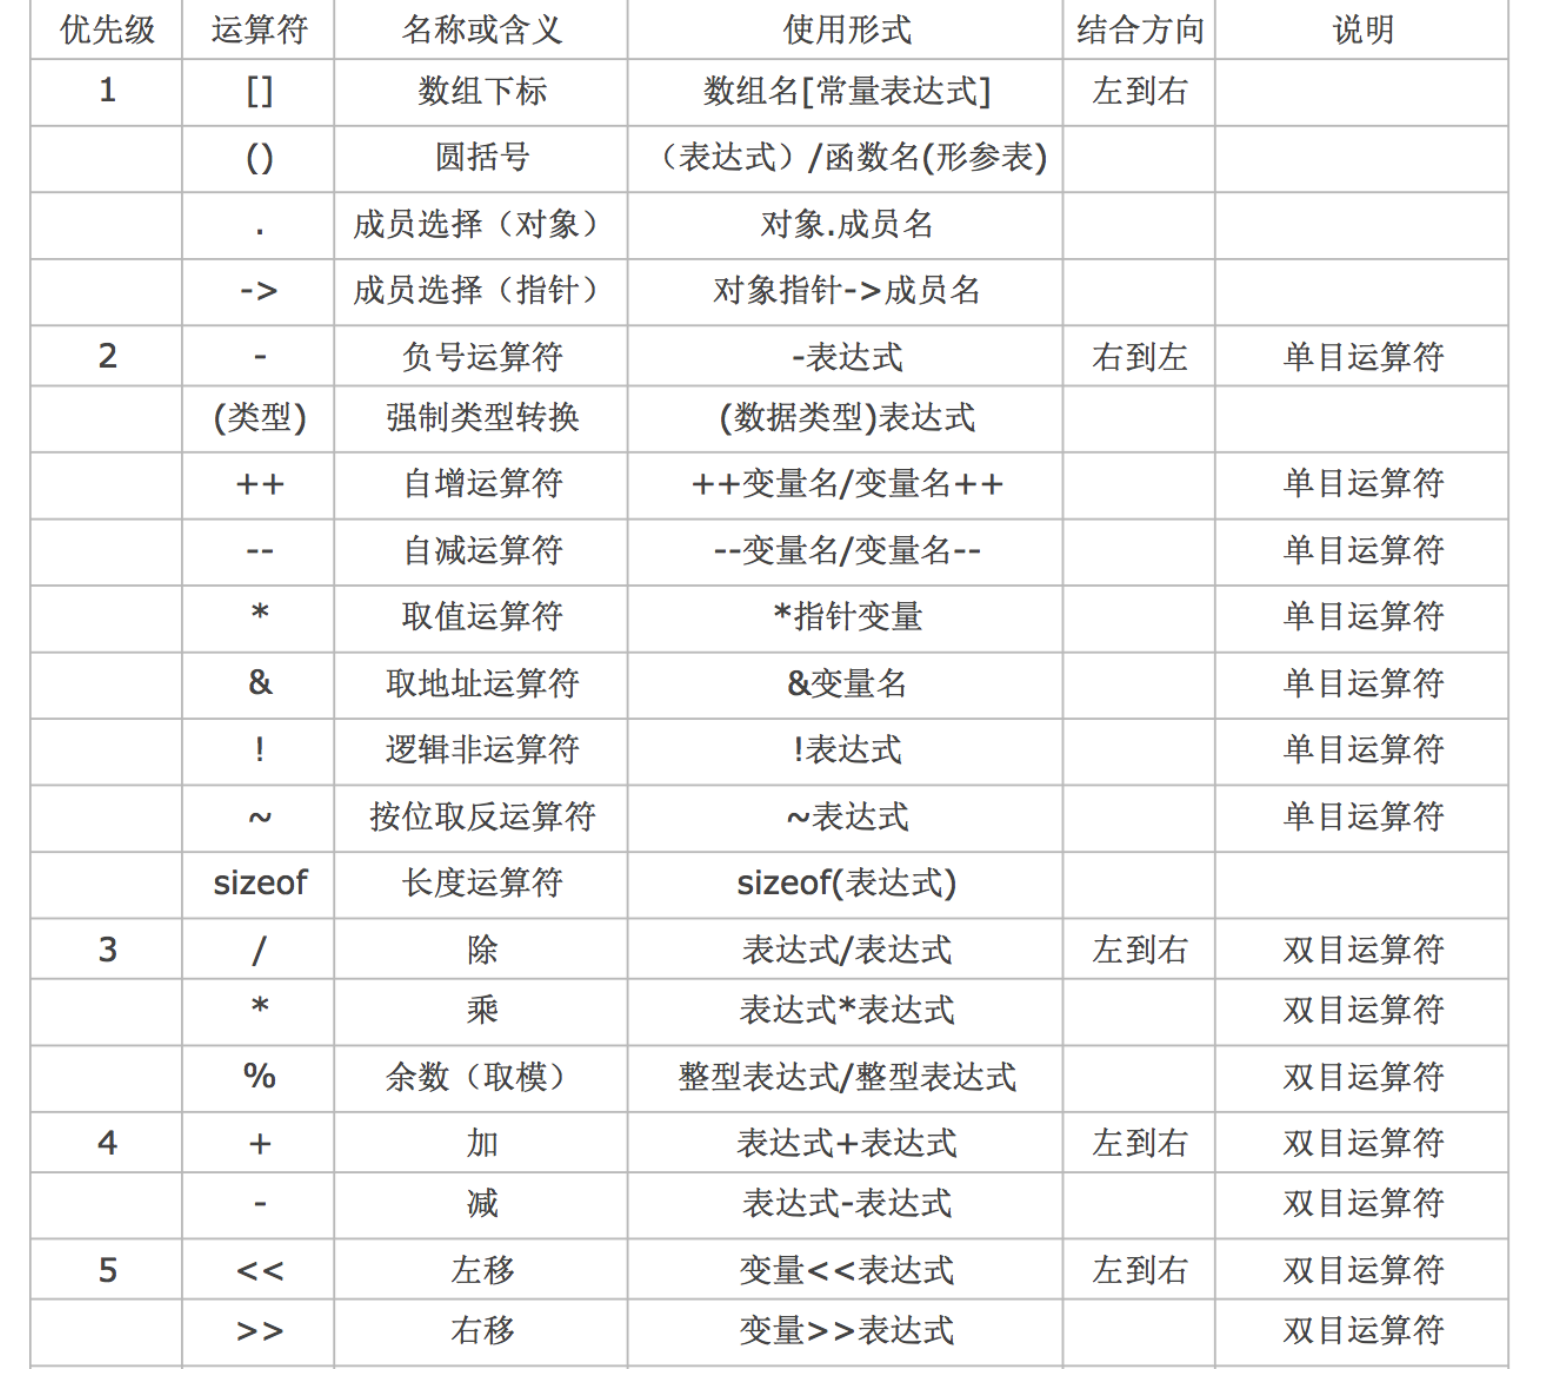 优先级 运算符 名称或含义 使用形式 结合方向 说明
1 [] 数组下标 数组名[常量表达式] 左到右
() 圆括号 （表达式）/函数名(形参表)
. 成员选择（对象） 对象.成员名
-> 成员选择（指针） 对象指针->成员名
2 - 负号运算符 -表达式 右到左 单目运算符
(类型) 强制类型转换 (数据类型)表达式
++ 自增运算符 ++变量名/变量名++ 单目运算符
-- 自减运算符 --变量名/变量名-- 单目运算符
* 取值运算符 *指针变量 单目运算符
& 取地址运算符 &变量名 单目运算符
! 逻辑非运算符 !表达式 单目运算符
~ 按位取反运算符 ~表达式 单目运算符
sizeof 长度运算符 sizeof(表达式)
3 / 除 表达式/表达式 左到右 双目运算符
* 乘 表达式*表达式 双目运算符
% 余数（取模） 整型表达式/整型表达式 双目运算符
4 + 加 表达式+表达式 左到右 双目运算符
- 减 表达式-表达式 双目运算符
5 << 左移 变量<<表达式 左到右 双目运算符
>> 右移 变量>>表达式 双目运算符